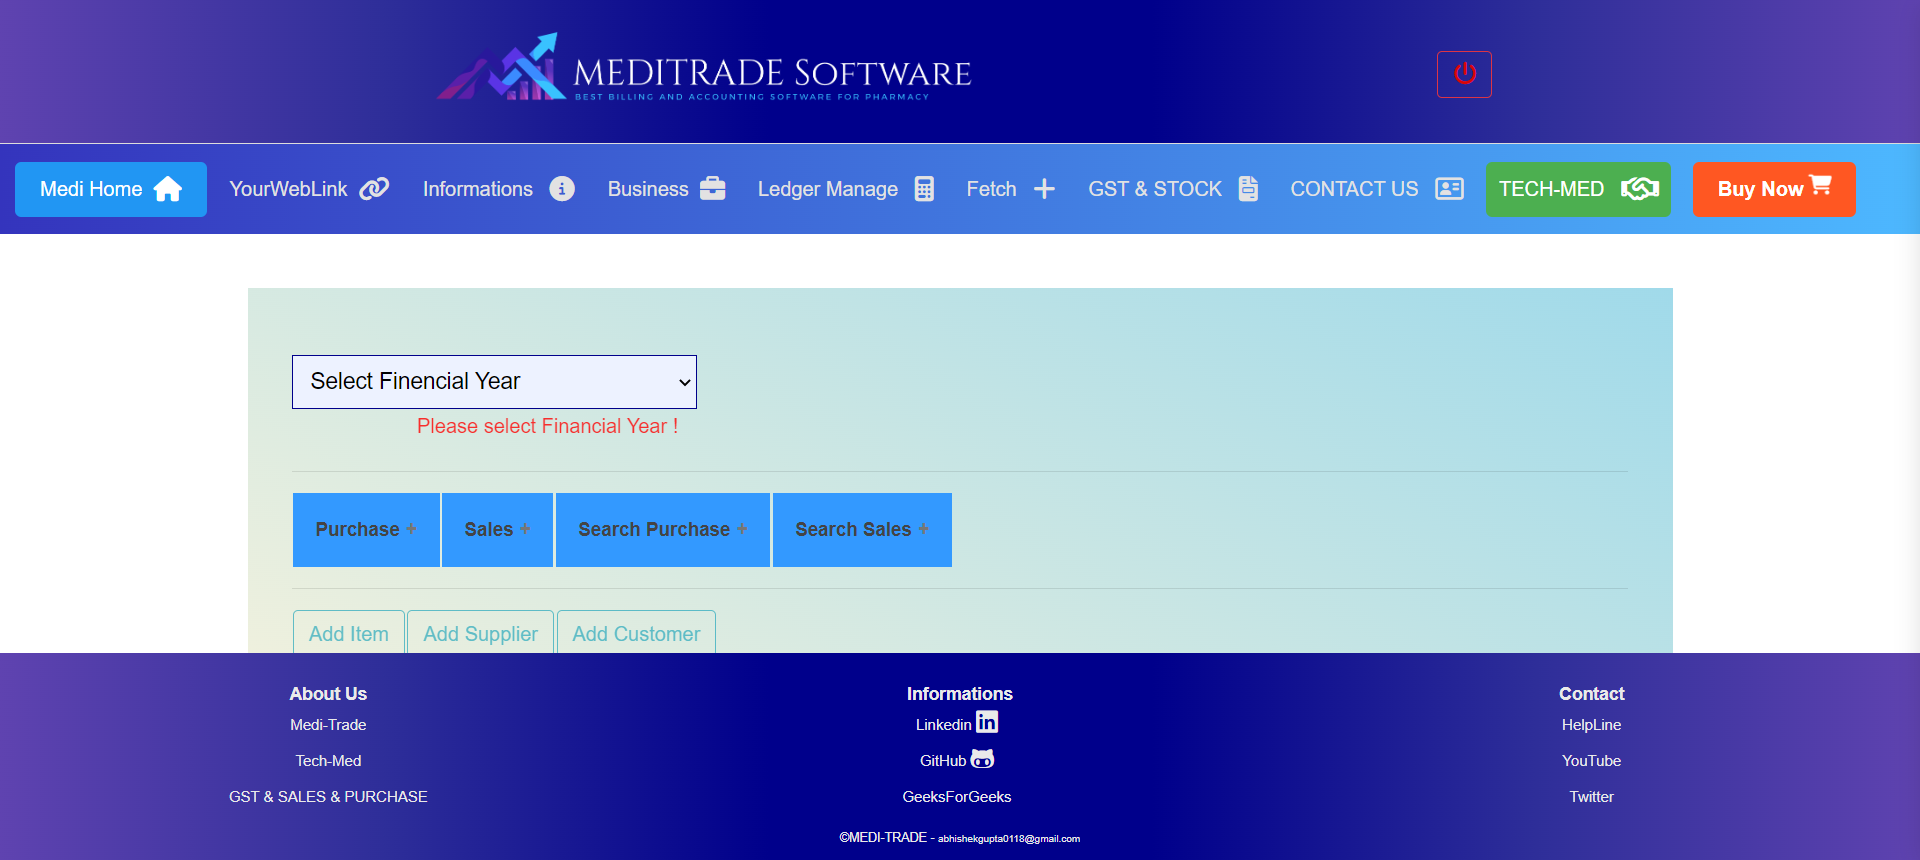 MEDITRADE SOFTWARE
BEST BILLING AND ACCOUNTING SOFTWARE FOR PHARMACY
Medi Home
YourWebLink
Informations
Business
Ledger Manage
Fetch
GST & STOCK
CONTACT US
TECH-MED
Buy Now
Select Finencial Year
Please select Financial Year !
Purchase +
Sales +
Search Purchase +
Search Sales +
Add Item
Add Supplier
Add Customer
About Us
Medi-Trade
Tech-Med
GST & SALES & PURCHASE
Informations
Linkedin
GitHub
GeeksForGeeks
Contact
HelpLine
YouTube
Twitter
©MEDI-TRADE - abhishekgupta0118@gmail.com